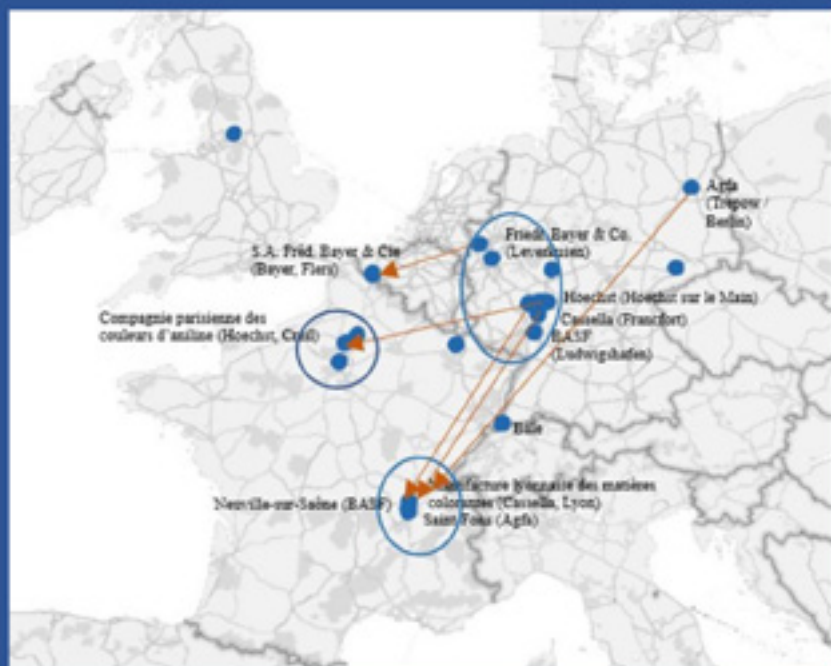 Agfa
(Trepow /
Berlin)
S.A. Fréd. Bayer & Cie
(Bayer, Flers)
Friedr. Bayer & Co.
(Leverkusen)
Hoechst (Hoechst sur le Main)
Cassella (Francfort)
BASF
(Ludwigshafen)
Compagnie parisienne des
couleurs d'aniline (Hoechst, Creil)
Bâle
Neuville-sur-Saône (BASF)
Manufacture lyonnaise des matières
colorantes (Cassella, Lyon)
Saint Fons (Agfa)